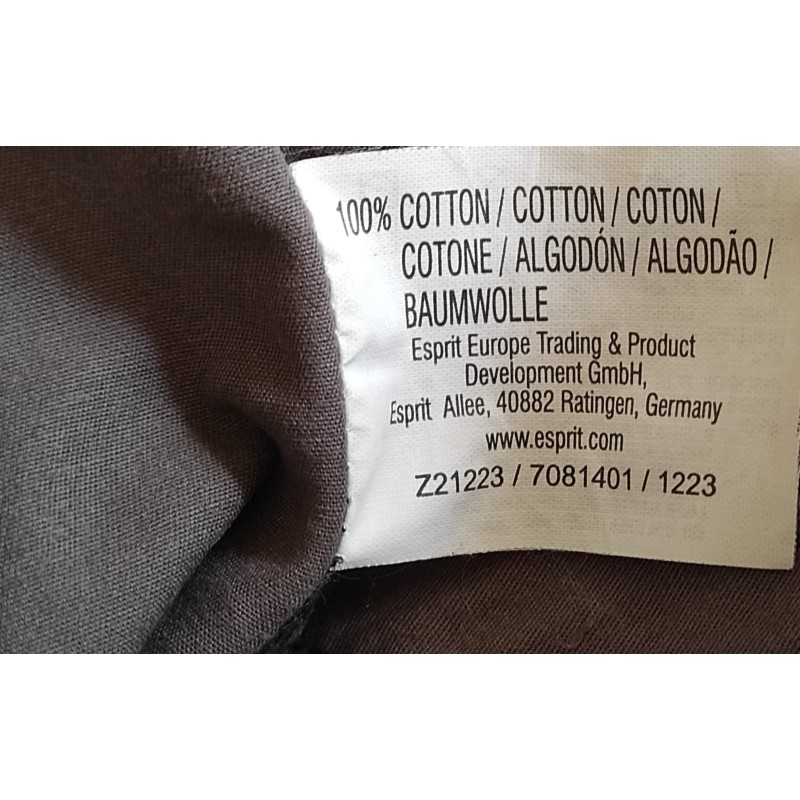 100% COTTON / COTTON / COTON /
COTONE / ALGODÓN / ALGODÃO /
BAUMWOLLE
Esprit Europe Trading & Product
Development GmbH,
Esprit Allee, 40882 Ratingen, Germany
www.esprit.com
Z21223 / 7081401 / 1223